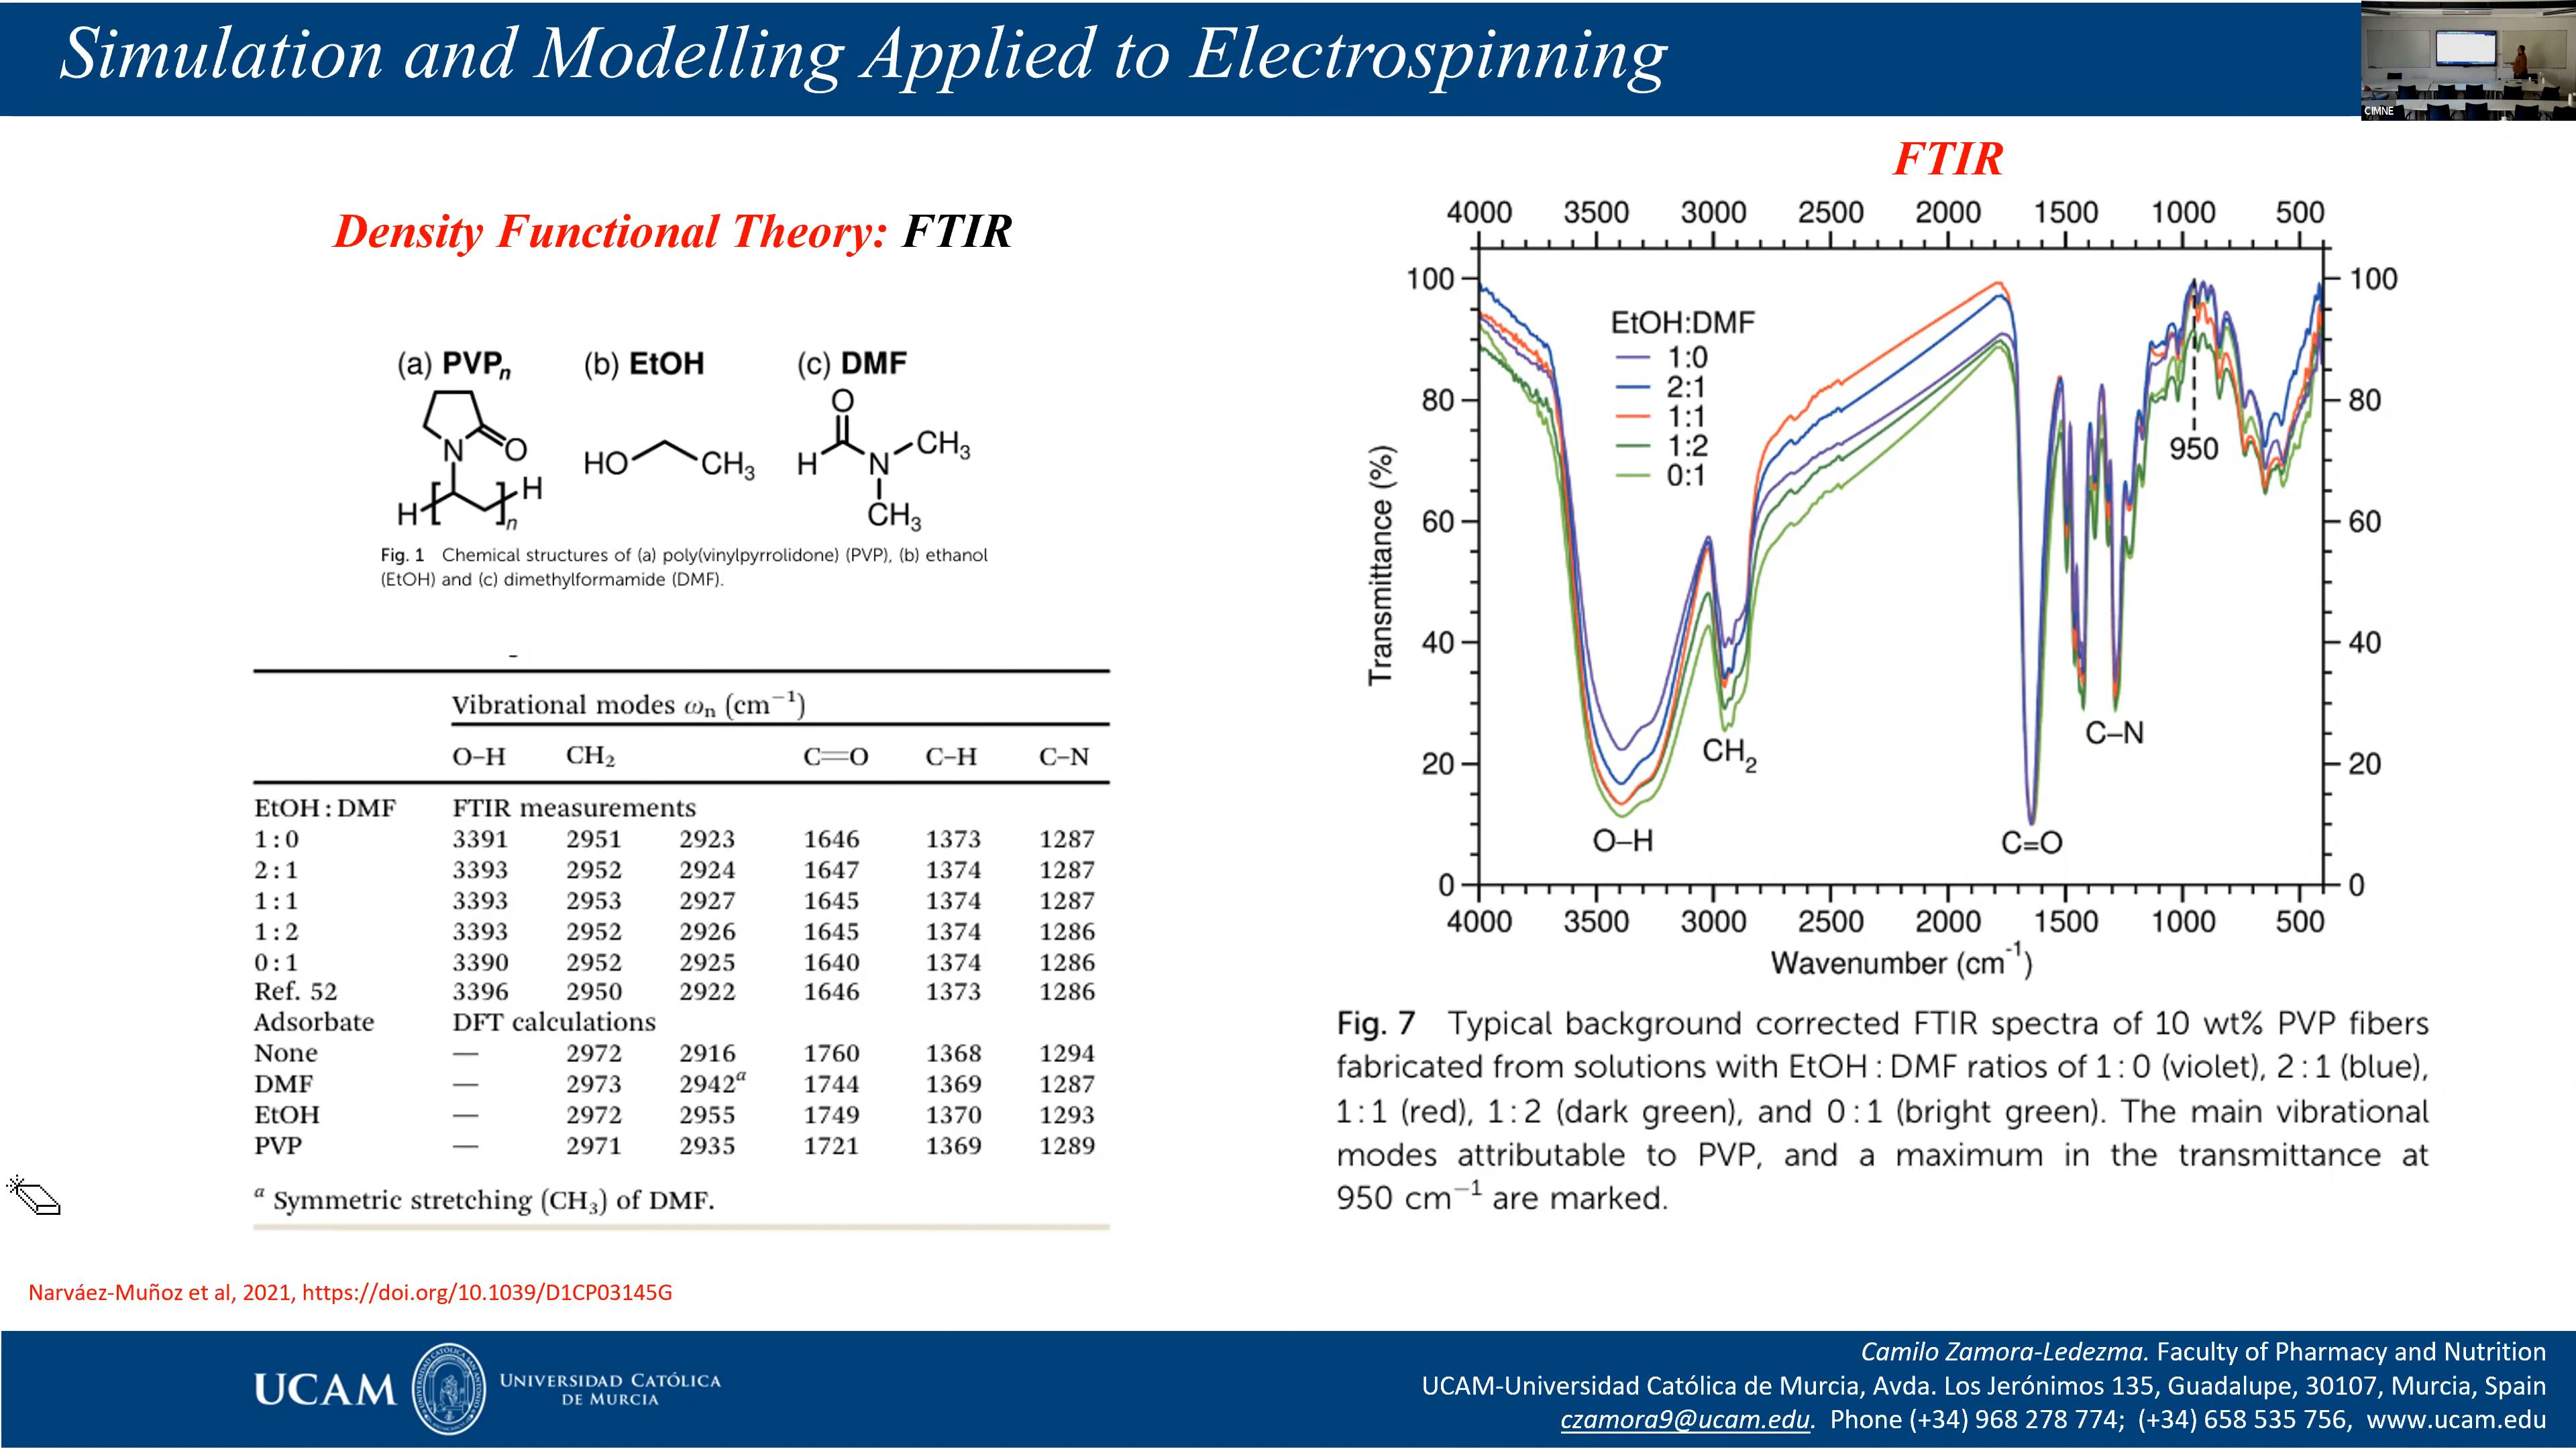 Simulation and Modelling Applied to Electrospinning
CIMNE
Density Functional Theory: FTIR
(a) PVPn
(b) EtOH
(c) DMF
N
O
H
H
n
HO
CH3
O
H
N
CH3
CH3
Fig. 1 Chemical structures of (a) poly(vinylpyrrolidone) (PVP), (b) ethanol
(EtOH) and (c) dimethylformamide (DMF).
Vibrational modes ωn (cm−1)
O–H CH2 C=O C–H C–N
EtOH : DMF FTIR measurements
1 : 0 3391 2951 2923 1646 1373 1287
2 : 1 3393 2952 2924 1647 1374 1287
1 : 1 3393 2953 2927 1645 1374 1287
1 : 2 3393 2952 2926 1645 1374 1286
0 : 1 3390 2952 2925 1640 1374 1286
Ref. 52 3396 2950 2922 1646 1373 1286
Adsorbate DFT calculations
None — 2972 2916 1760 1368 1294
DMF — 2973 2942a 1744 1369 1287
EtOH — 2972 2955 1749 1370 1293
PVP — 2971 2935 1721 1369 1289
a Symmetric stretching (CH3) of DMF.
FTIR
4000 3500 3000 2500 2000 1500 1000 500
100
80
60
40
20
0
Transmittance (%)
EtOH:DMF
1:0
2:1
1:1
1:2
0:1
950
CH2
C–N
O–H
C=O
100
80
60
40
20
0
4000 3500 3000 2500 2000 1500 1000 500
Wavenumber (cm-1)
Fig. 7 Typical background corrected FTIR spectra of 10 wt% PVP fibers
fabricated from solutions with EtOH : DMF ratios of 1 : 0 (violet), 2 : 1 (blue),
1 : 1 (red), 1 : 2 (dark green), and 0 : 1 (bright green). The main vibrational
modes attributable to PVP, and a maximum in the transmittance at
950 cm−1 are marked.
Narváez-Muñoz et al, 2021, https://doi.org/10.1039/D1CP03145G
UCAM
UNIVERSIDAD CATÓLICA
DE MURCIA
Camilo Zamora-Ledezma. Faculty of Pharmacy and Nutrition
UCAM-Universidad Católica de Murcia, Avda. Los Jerónimos 135, Guadalupe, 30107, Murcia, Spain
czamora9@ucam.edu. Phone (+34) 968 278 774; (+34) 658 535 756, www.ucam.edu